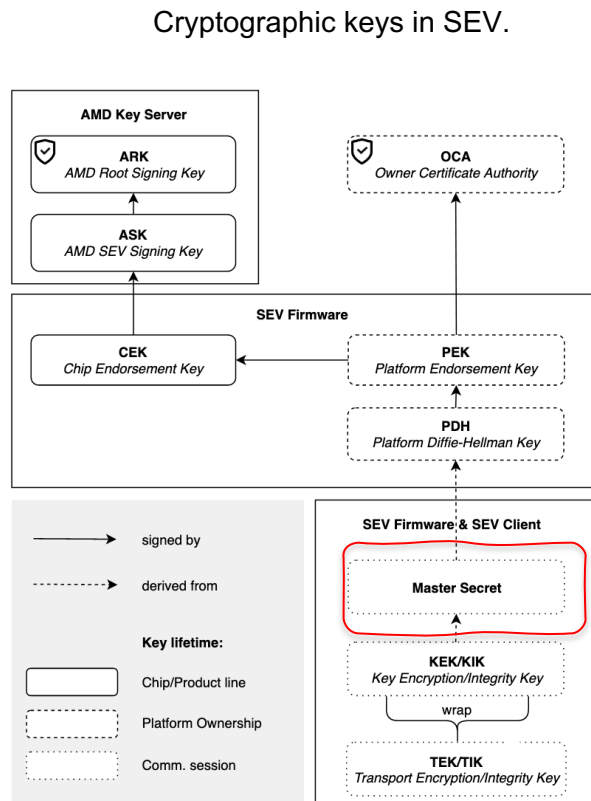 Cryptographic keys in SEV.
AMD Key Server
ARK
AMD Root Signing Key
OCA
Owner Certificate Authority
ASK
AMD SEV Signing Key
SEV Firmware
CEK
Chip Endorsement Key
PEK
Platform Endorsement Key
PDH
Platform Diffie-Hellman Key
signed by
derived from
Key lifetime:
Chip/Product line
Platform Ownership
Comm. session
SEV Firmware & SEV Client
Master Secret
KEK/KIK
Key Encryption/Integrity Key
wrap
TEK/TIK
Transport Encryption/Integrity Key